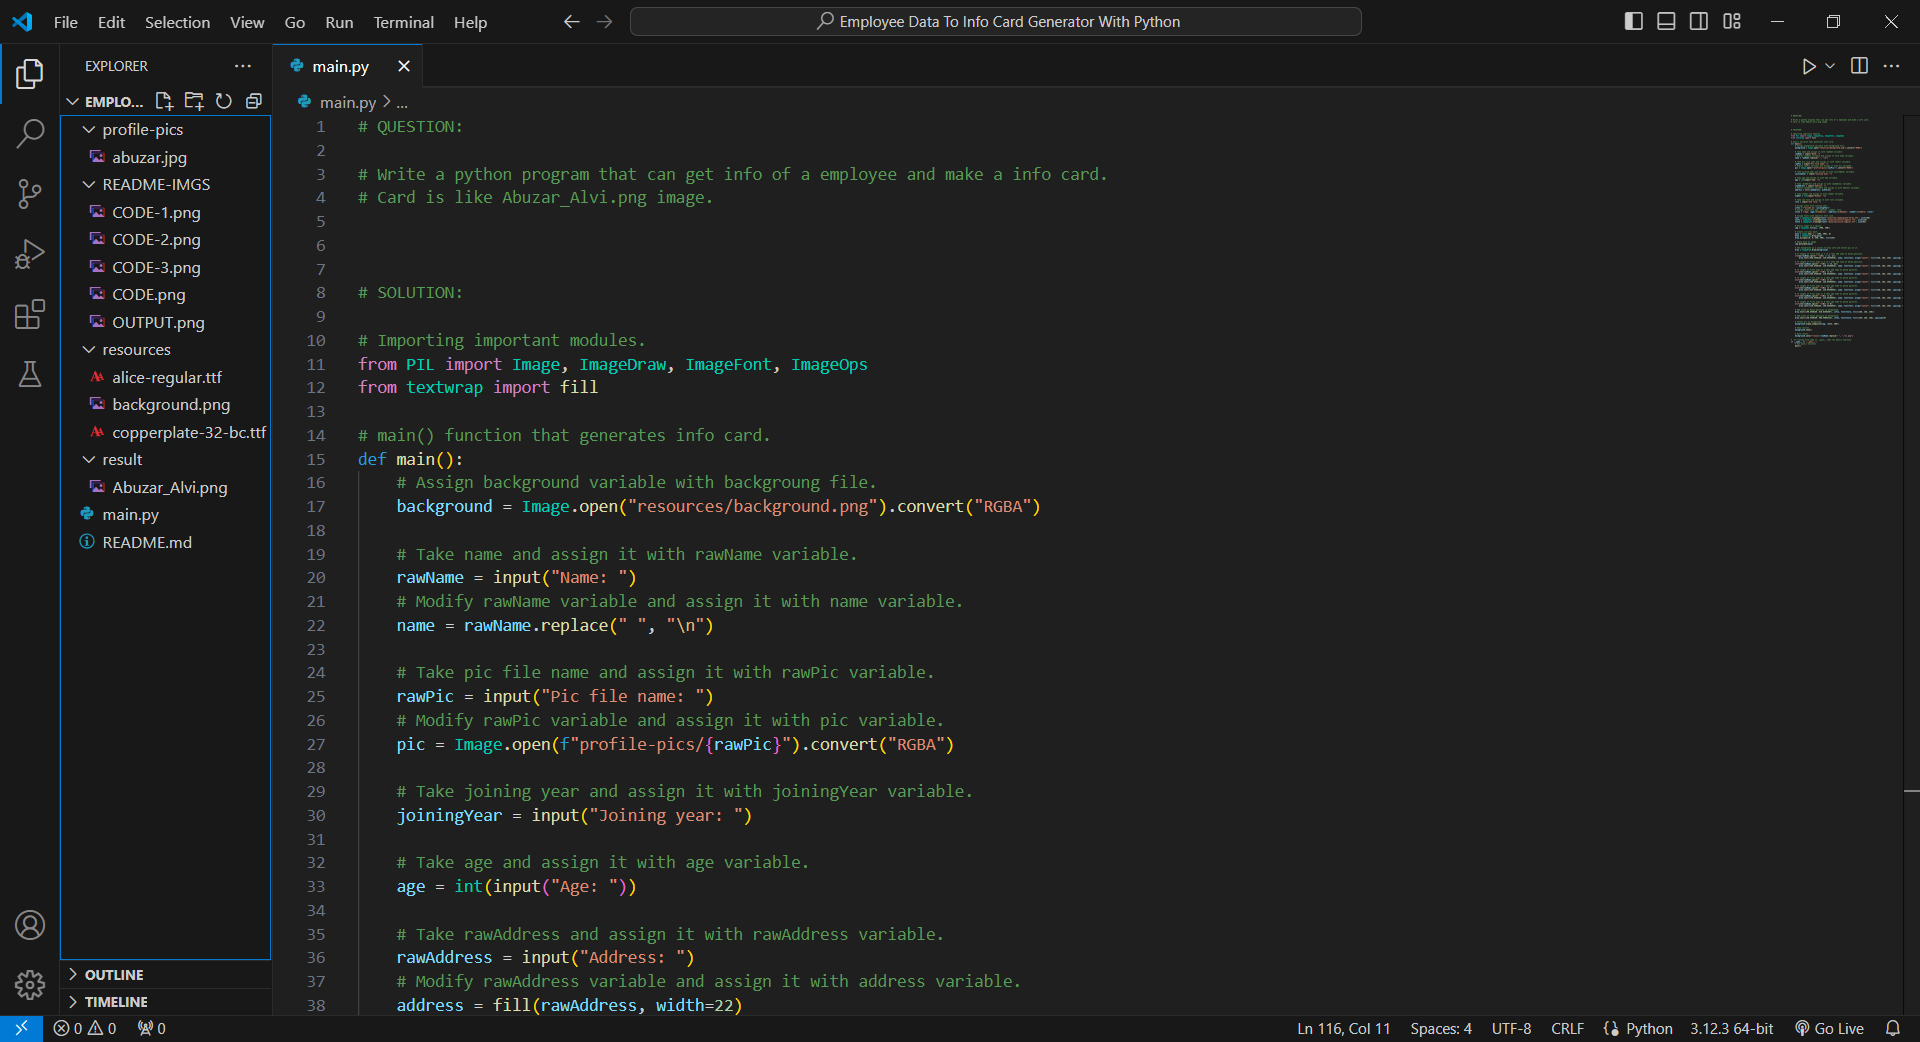 File Edit Selection View Go Run Terminal Help
Employee Data To Info Card Generator With Python
EXPLORER
EMPLO...
profile-pics
abuzar.jpg
README-IMGS
CODE-1.png
CODE-2.png
CODE-3.png
CODE.png
OUTPUT.png
resources
alice-regular.ttf
background.png
copperplate-32-bc.ttf
result
Abuzar_Alvi.png
main.py
README.md
OUTLINE
TIMELINE
main.py
main.py > ...
1 # QUESTION:
2
3 # Write a python program that can get info of a employee and make a info card.
4 # Card is like Abuzar_Alvi.png image.
5
6
7
8 # SOLUTION:
9
10 # Importing important modules.
11 from PIL import Image, ImageDraw, ImageFont, ImageOps
12 from textwrap import fill
13
14 # main() function that generates info card.
15 def main():
16     # Assign background variable with backgroung file.
17     background = Image.open("resources/background.png").convert("RGBA")
18
19     # Take name and assign it with rawName variable.
20     rawName = input("Name: ")
21     # Modify rawName variable and assign it with name variable.
22     name = rawName.replace(" ", "\n")
23
24     # Take pic file name and assign it with rawPic variable.
25     rawPic = input("Pic file name: ")
26     # Modify rawPic variable and assign it with pic variable.
27     pic = Image.open(f"profile-pics/{rawPic}").convert("RGBA")
28
29     # Take joining year and assign it with joiningYear variable.
30     joiningYear = input("Joining year: ")
31
32     # Take age and assign it with age variable.
33     age = int(input("Age: "))
34
35     # Take rawAddress and assign it with rawAddress variable.
36     rawAddress = input("Address: ")
37     # Modify rawAddress variable and assign it with address variable.
38     address = fill(rawAddress, width=22)
0 0 0
Ln 116, Col 11 Spaces: 4 UTF-8 CRLF Python 3.12.3 64-bit Go Live